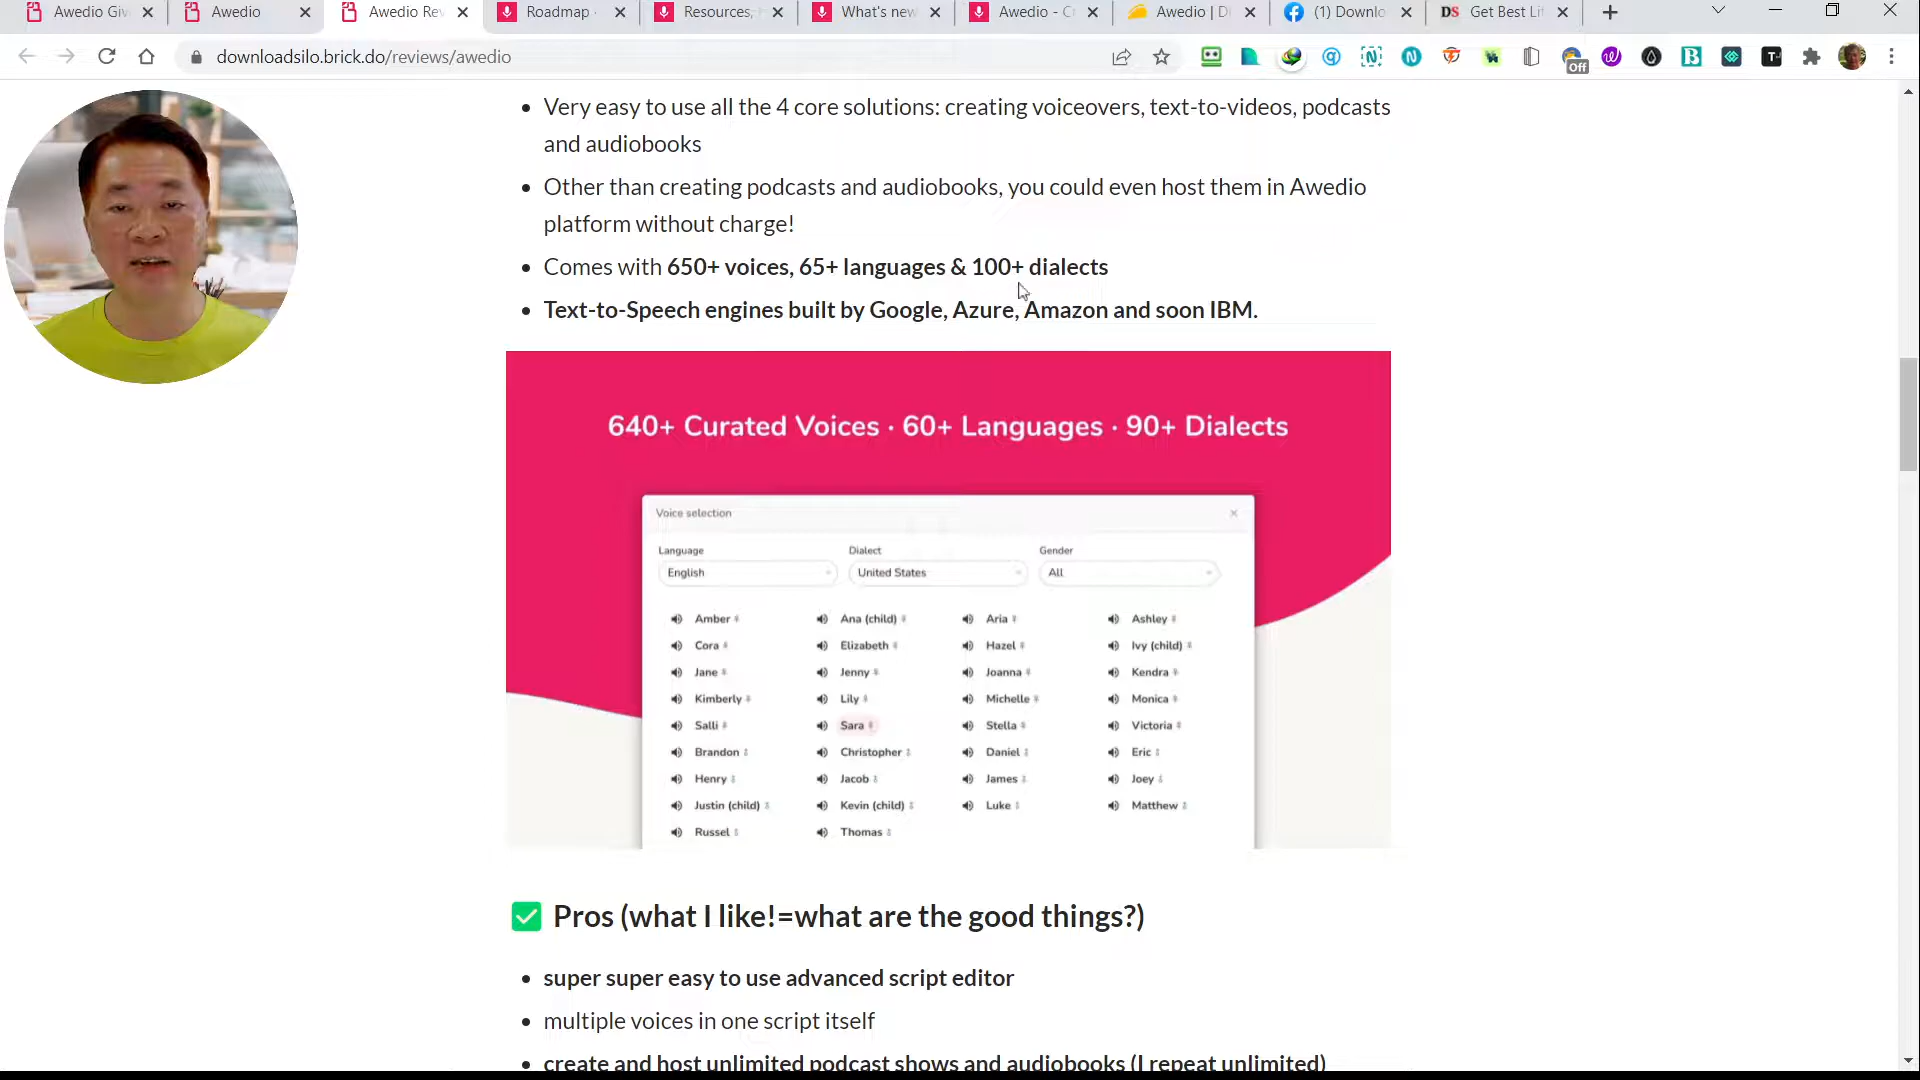 Awedio Giv
Awedio
Awedio Rev
Roadmap ·
Resources,
What's new
Awedio - C
Awedio | D
(1) Downlo
DS Get Best Lif
downloadsilo.brick.do/reviews/awedio
Off
Very easy to use all the 4 core solutions: creating voiceovers, text-to-videos, podcasts
and audiobooks
Other than creating podcasts and audiobooks, you could even host them in Awedio
platform without charge!
Comes with 650+ voices, 65+ languages & 100+ dialects
Text-to-Speech engines built by Google, Azure, Amazon and soon IBM.
640+ Curated Voices · 60+ Languages · 90+ Dialects
Voice selection
Language Dialect Gender
English United States All
Amber Ana (child) Aria Ashley
Cora Elizabeth Hazel Ivy (child)
Jane Jenny Joanna Kendra
Kimberly Lily Michelle Monica
Salli Sara Stella Victoria
Brandon Christopher Daniel Eric
Henry Jacob James Joey
Justin (child) Kevin (child) Luke Matthew
Russel Thomas
Pros (what I like!=what are the good things?)
super super easy to use advanced script editor
multiple voices in one script itself
create and host unlimited podcast shows and audiobooks (I repeat unlimited)